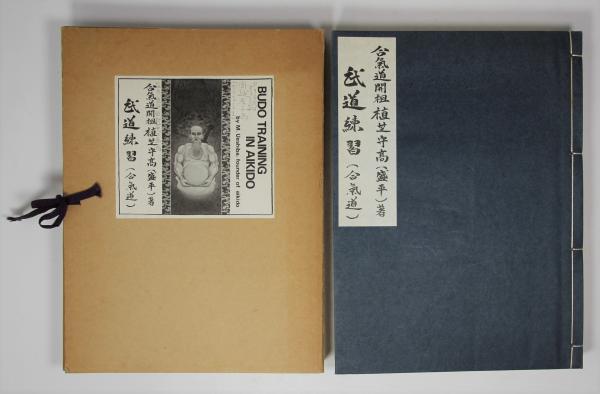 合氣道開祖植芝守高(盛平)著
武道練習(合氣道)
BUDO TRAINING
IN AIKIDO
by M. Ueshiba founder of aikido
合氣道開祖植芝守高(盛平)著
武道練習(合氣道)